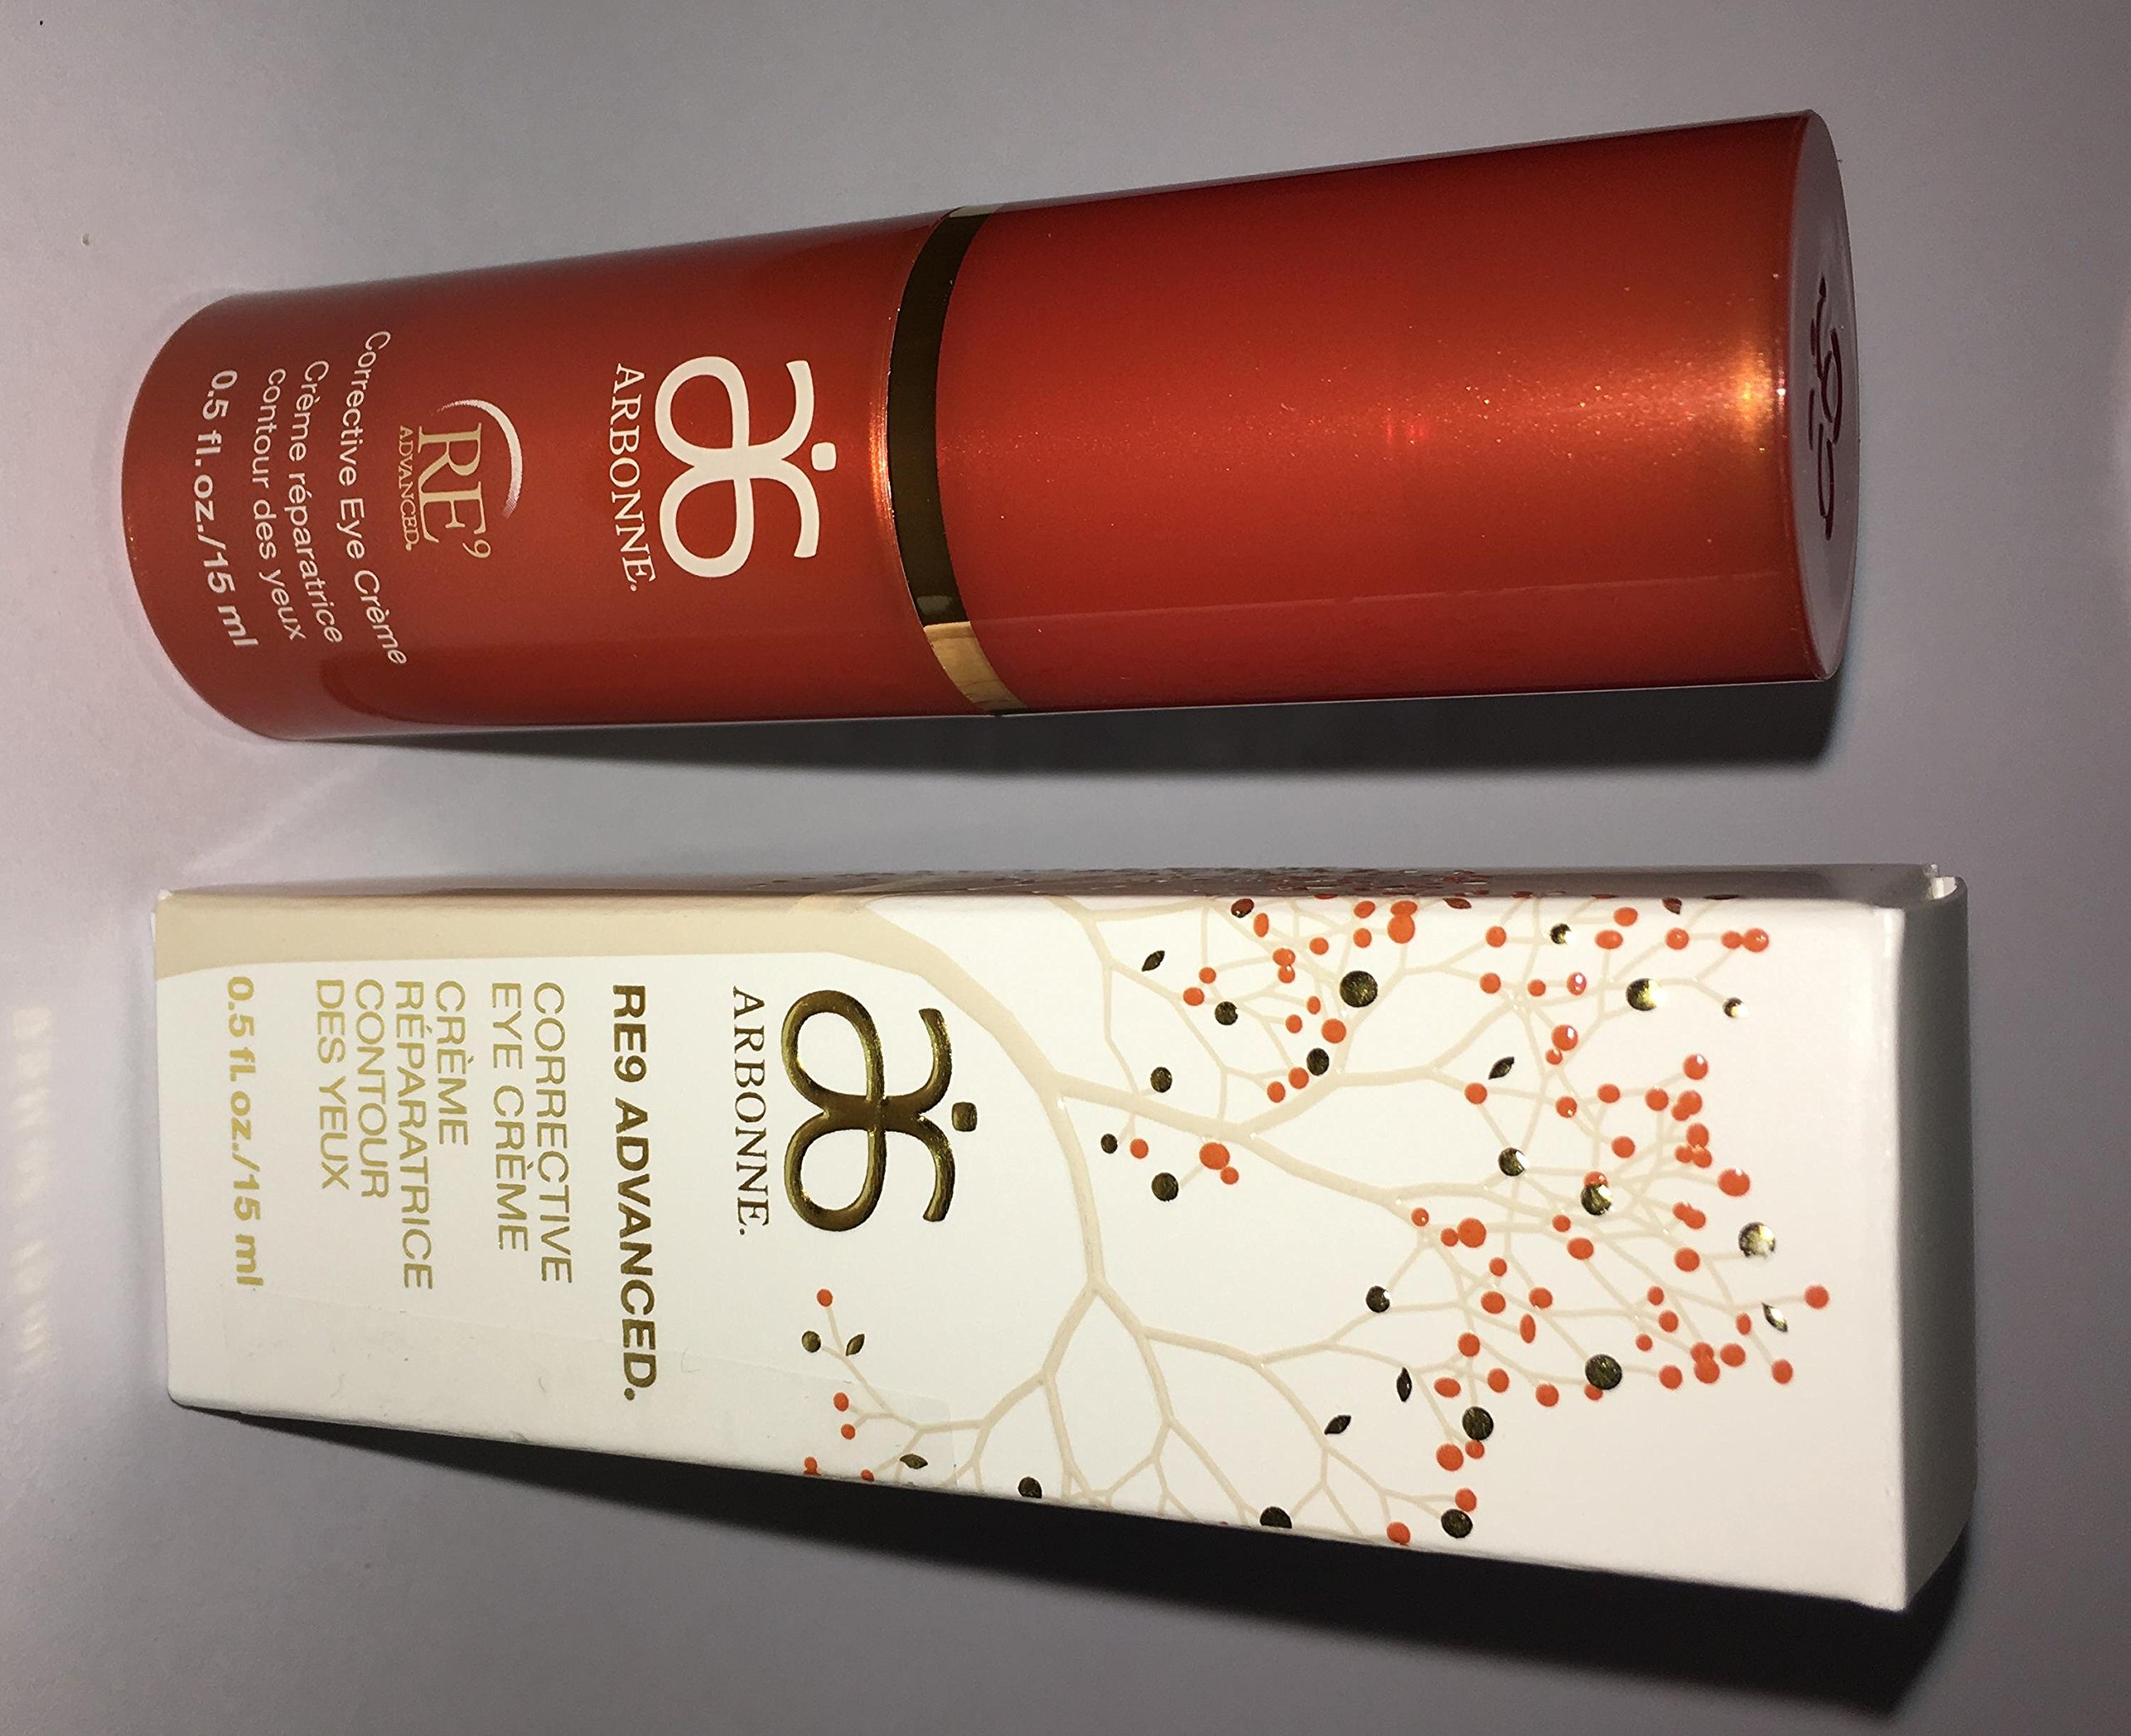 ARBONNE.
RE9
ADVANCED.
Corrective Eye Crème
Crème réparatrice
contour des yeux
0.5 fl. oz./15 ml
ARBONNE.
RE9 ADVANCED.
CORRECTIVE
EYE CRÈME
CRÈME
RÉPARATRICE
CONTOUR
DES YEUX
0.5 fl. oz./15 ml